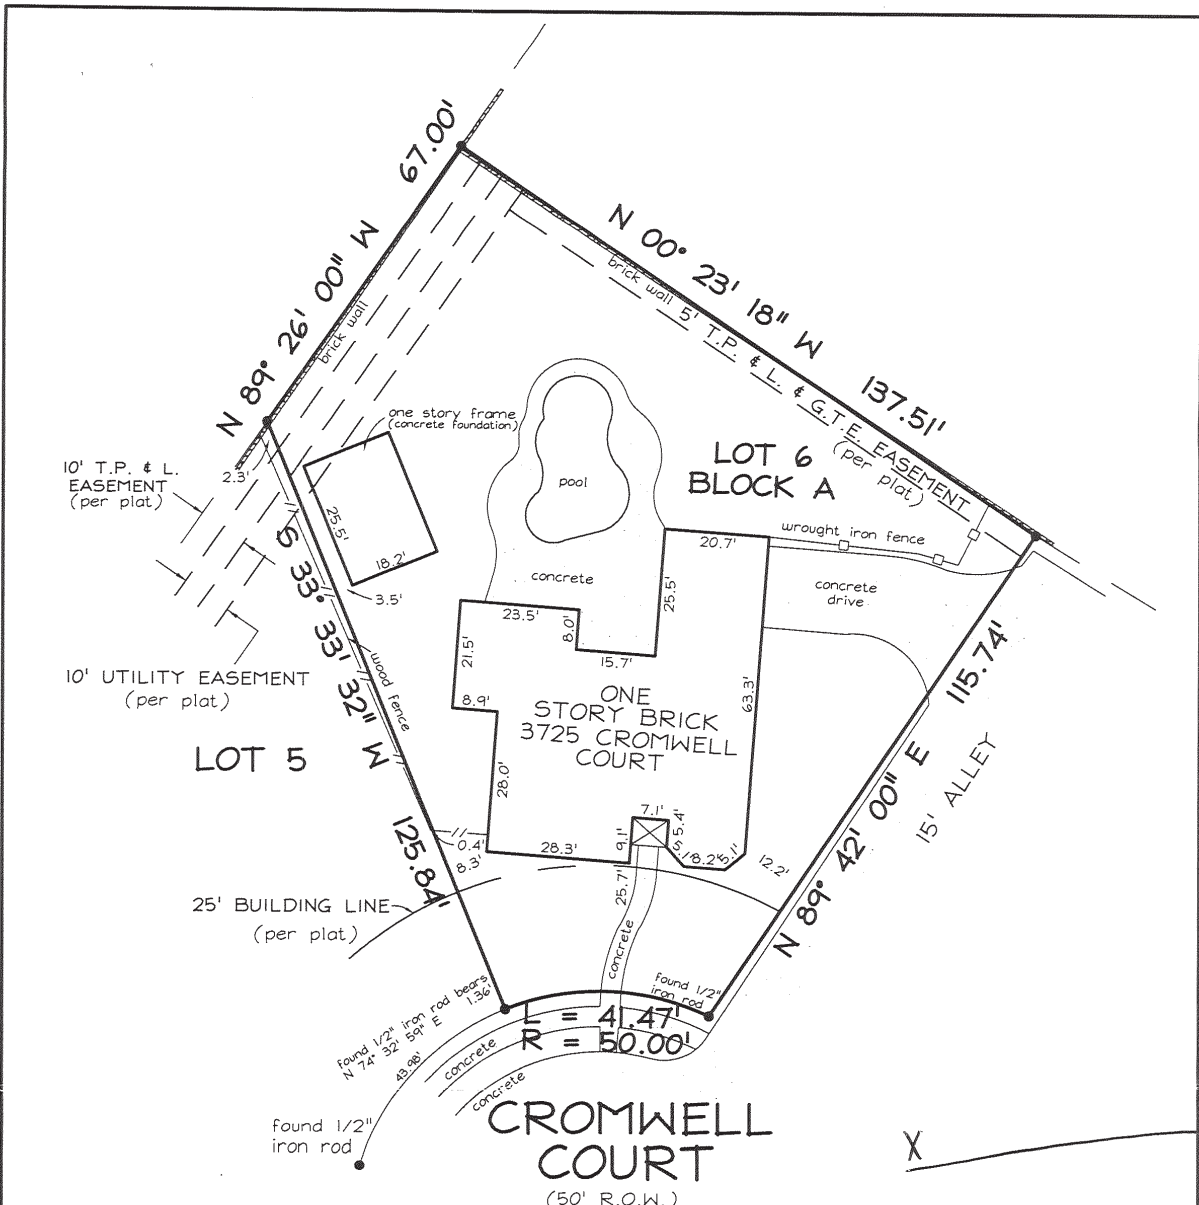 67.00'
N 89° 26' 00" W
brick wall
N 00° 23' 18" W
137.51'
brick wall
5' T.P. & L. & G.T.E. EASEMENT
(per plat)
one story frame
(concrete foundation)
LOT 6
BLOCK A
10' T.P. & L.
EASEMENT
(per plat)
2.3'
25.5'
18.2'
3.5'
pool
concrete
wrought iron fence
concrete
drive
20.7'
25.5'
23.5'
8.0'
15.7'
21.5'
8.9'
63.3'
28.0'
ONE
STORY BRICK
3725 CROMWELL
COURT
S 33° 33' 32" W
125.84'
wood fence
10' UTILITY EASEMENT
(per plat)
LOT 5
115.74'
N 89° 42' 00" E
15' ALLEY
7.1'
5.4'
9.1'
5.1'
8.2'
5.1'
12.2'
28.3'
0.4'
8.3'
25.7'
25' BUILDING LINE
(per plat)
concrete
found 1/2"
iron rod
found 1/2" iron rod bears
N 74° 32' 59" E 1.36'
L = 41.47'
R = 50.00'
43.98'
concrete
concrete
found 1/2"
iron rod
CROMWELL
COURT
(50' R.O.W.)
X